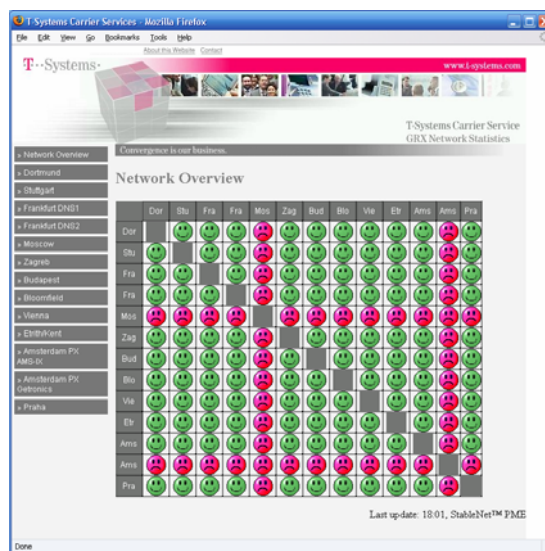 T-Systems Carrier Services - Mozilla Firefox
File Edit View Go Bookmarks Tools Help
About this Website Contact
T··Systems·
www.t-systems.com
T-Systems Carrier Service
GRX Network Statistics
Convergence is our business.
» Network Overview
» Dortmund
» Stuttgart
» Frankfurt DNS1
» Frankfurt DNS2
» Moscow
» Zagreb
» Budapest
» Bloomfield
» Vienna
» Etrith/Kent
» Amsterdam PX
AMS-IX
» Amsterdam PX
Getronics
» Praha
Network Overview
Dor Stu Fra Fra Mos Zag Bud Blo Vie Etr Ams Ams Pra
Dor
Stu
Fra
Fra
Mos
Zag
Bud
Blo
Vie
Etr
Ams
Ams
Pra
Last update: 18:01, StableNet™ PME
Done